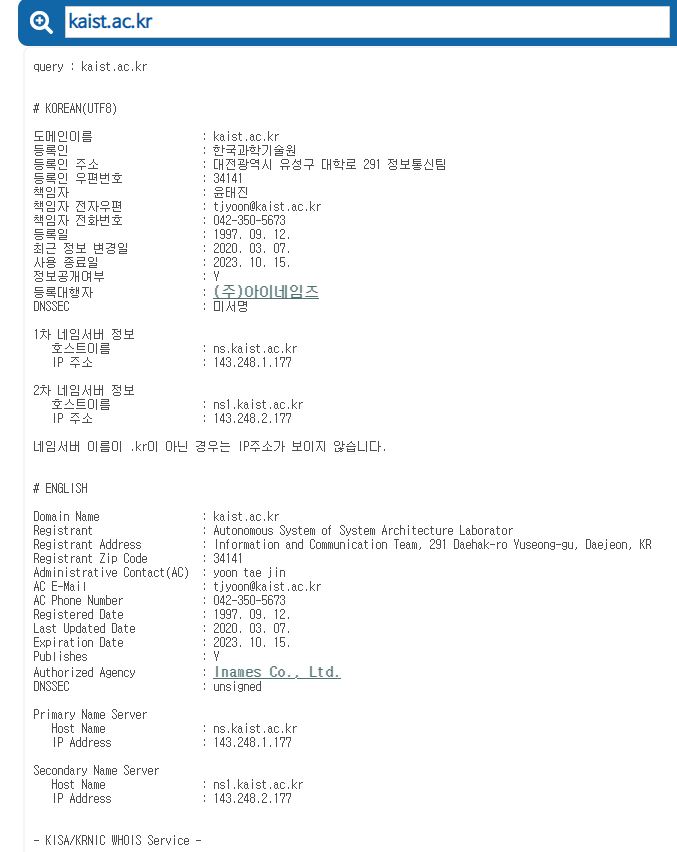 kaist.ac.kr
query : kaist.ac.kr
# KOREAN(UTF8)
도메인이름 : kaist.ac.kr
등록인 : 한국과학기술원
등록인 주소 : 대전광역시 유성구 대학로 291 정보통신팀
등록인 우편번호 : 34141
책임자 : 윤태진
책임자 전자우편 : tjyoon@kaist.ac.kr
책임자 전화번호 : 042-350-5673
등록일 : 1997. 09. 12.
최근 정보 변경일 : 2020. 03. 07.
사용 종료일 : 2023. 10. 15.
정보공개여부 : Y
등록대행자 : (주)아이네임즈
DNSSEC : 미서명
1차 네임서버 정보
호스트이름 : ns.kaist.ac.kr
IP 주소 : 143.248.1.177
2차 네임서버 정보
호스트이름 : ns1.kaist.ac.kr
IP 주소 : 143.248.2.177
네임서버 이름이 .kr이 아닌 경우는 IP주소가 보이지 않습니다.
# ENGLISH
Domain Name : kaist.ac.kr
Registrant : Autonomous System of System Architecture Laborator
Registrant Address : Information and Communication Team, 291 Daehak-ro Yuseong-gu, Daejeon, KR
Registrant Zip Code : 34141
Administrative Contact(AC) : yoon tae jin
AC E-Mail : tjyoon@kaist.ac.kr
AC Phone Number : 042-350-5673
Registered Date : 1997. 09. 12.
Last Updated Date : 2020. 03. 07.
Expiration Date : 2023. 10. 15.
Publishes : Y
Authorized Agency : Inames Co., Ltd.
DNSSEC : unsigned
Primary Name Server
Host Name : ns.kaist.ac.kr
IP Address : 143.248.1.177
Secondary Name Server
Host Name : ns1.kaist.ac.kr
IP Address : 143.248.2.177
- KISA/KRNIC WHOIS Service -